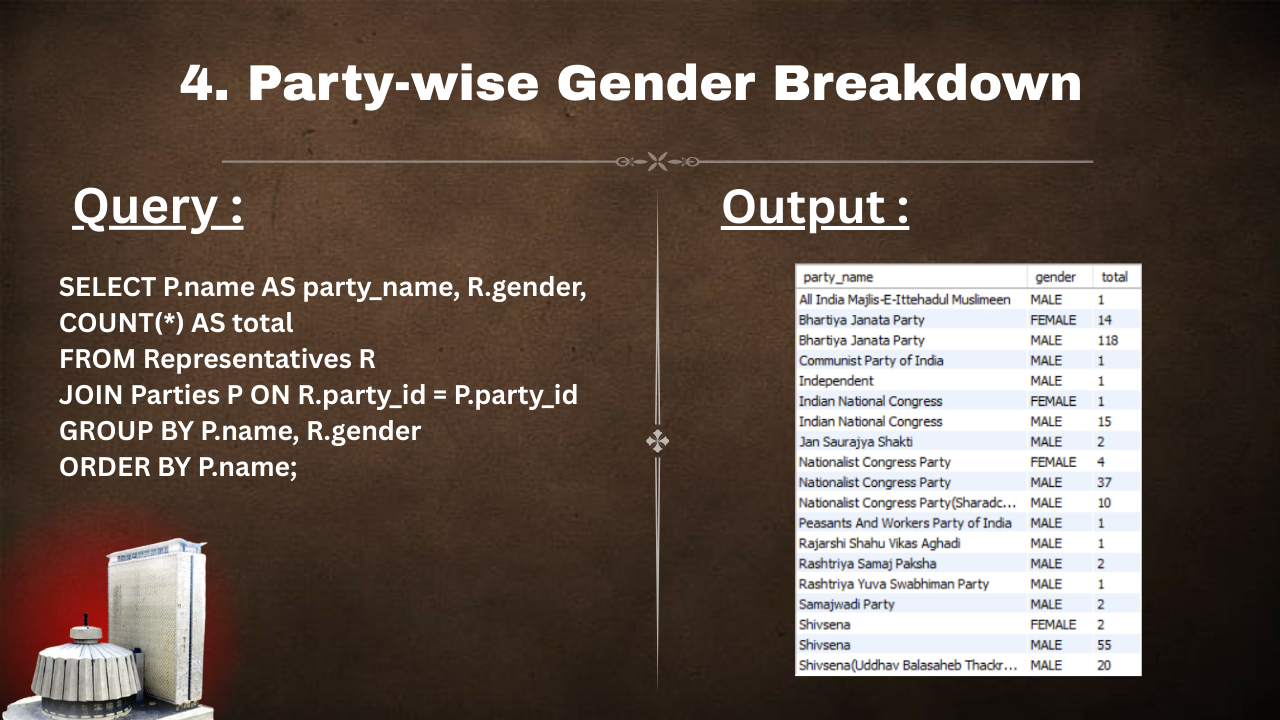 4. Party-wise Gender Breakdown
Query :
SELECT P.name AS party_name, R.gender,
COUNT(*) AS total
FROM Representatives R
JOIN Parties P ON R.party_id = P.party_id
GROUP BY P.name, R.gender
ORDER BY P.name;
Output :
party_name gender total
All India Majlis-E-Ittehadul Muslimeen MALE 1
Bhartiya Janata Party FEMALE 14
Bhartiya Janata Party MALE 118
Communist Party of India MALE 1
Independent MALE 1
Indian National Congress FEMALE 1
Indian National Congress MALE 15
Jan Saurajya Shakti MALE 2
Nationalist Congress Party FEMALE 4
Nationalist Congress Party MALE 37
Nationalist Congress Party(Sharadc... MALE 10
Peasants And Workers Party of India MALE 1
Rajarshi Shahu Vikas Aghadi MALE 1
Rashtriya Samaj Paksha MALE 2
Rashtriya Yuva Swabhiman Party MALE 1
Samajwadi Party MALE 2
Shivsena FEMALE 2
Shivsena MALE 55
Shivsena(Uddhav Balasaheb Thackr... MALE 20